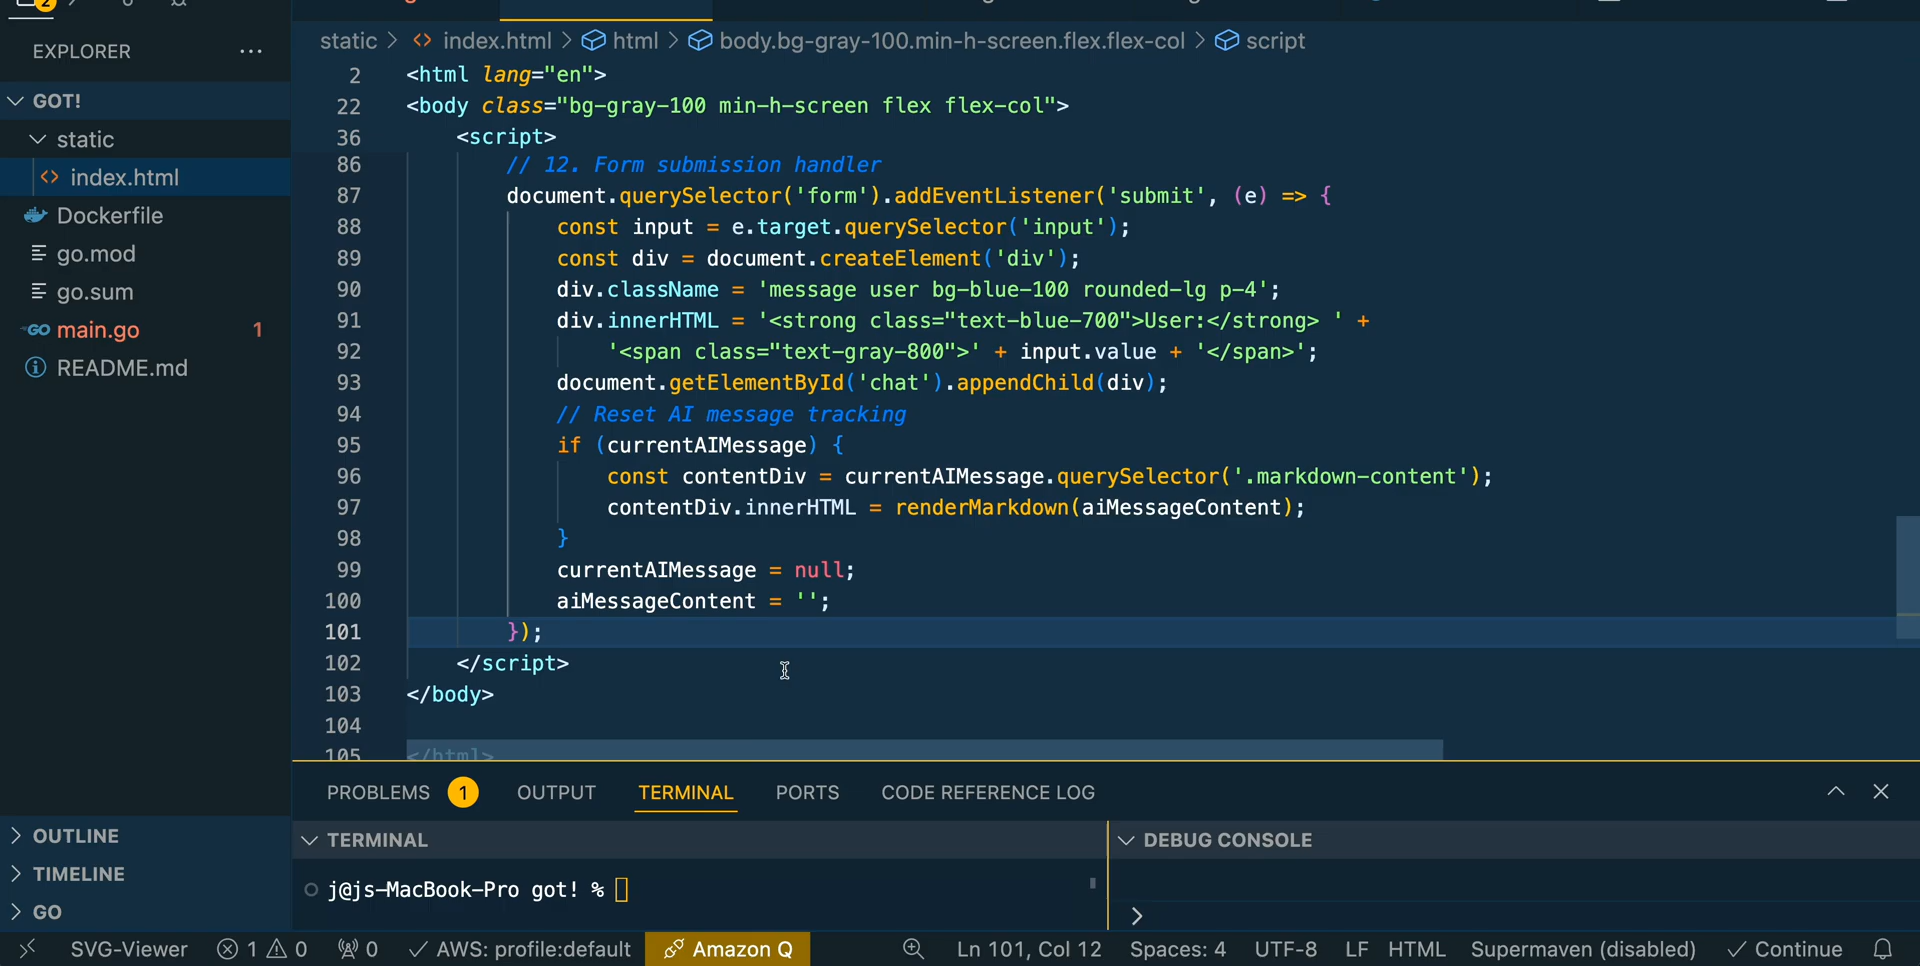 2
EXPLORER
GOT!
static
index.html
Dockerfile
go.mod
go.sum
main.go 1
README.md
OUTLINE
TIMELINE
GO
static > index.html > html > body.bg-gray-100.min-h-screen.flex.flex-col > script
2 <html lang="en">
22 <body class="bg-gray-100 min-h-screen flex flex-col">
36 <script>
86 // 12. Form submission handler
87 document.querySelector('form').addEventListener('submit', (e) => {
88 const input = e.target.querySelector('input');
89 const div = document.createElement('div');
90 div.className = 'message user bg-blue-100 rounded-lg p-4';
91 div.innerHTML = '<strong class="text-blue-700">User:</strong> ' +
92 '<span class="text-gray-800">' + input.value + '</span>';
93 document.getElementById('chat').appendChild(div);
94 // Reset AI message tracking
95 if (currentAIMessage) {
96 const contentDiv = currentAIMessage.querySelector('.markdown-content');
97 contentDiv.innerHTML = renderMarkdown(aiMessageContent);
98 }
99 currentAIMessage = null;
100 aiMessageContent = '';
101 });
102 </script>
103 </body>
104
105 </html>
PROBLEMS 1 OUTPUT TERMINAL PORTS CODE REFERENCE LOG
TERMINAL
j@js-MacBook-Pro got! %
DEBUG CONSOLE
>
SVG-Viewer 1 0 0 AWS: profile:default Amazon Q Ln 101, Col 12 Spaces: 4 UTF-8 LF HTML Supermaven (disabled) Continue